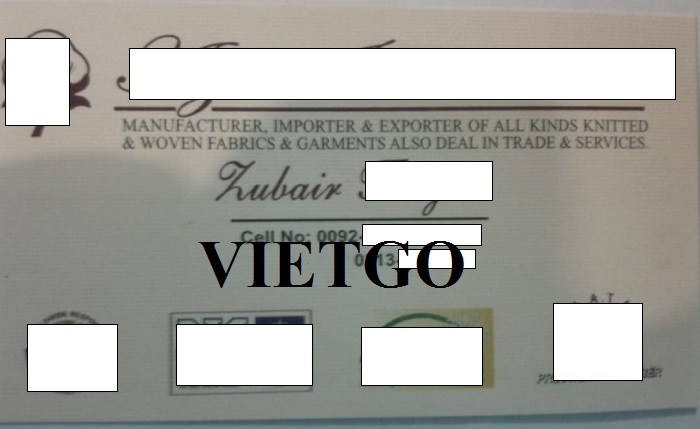 MANUFACTURER, IMPORTER & EXPORTER OF ALL KINDS KNITTED
& WOVEN FABRICS & GARMENTS ALSO DEAL IN TRADE & SERVICES.
Zubair
Cell No: 0092-
VIETGO
A.T